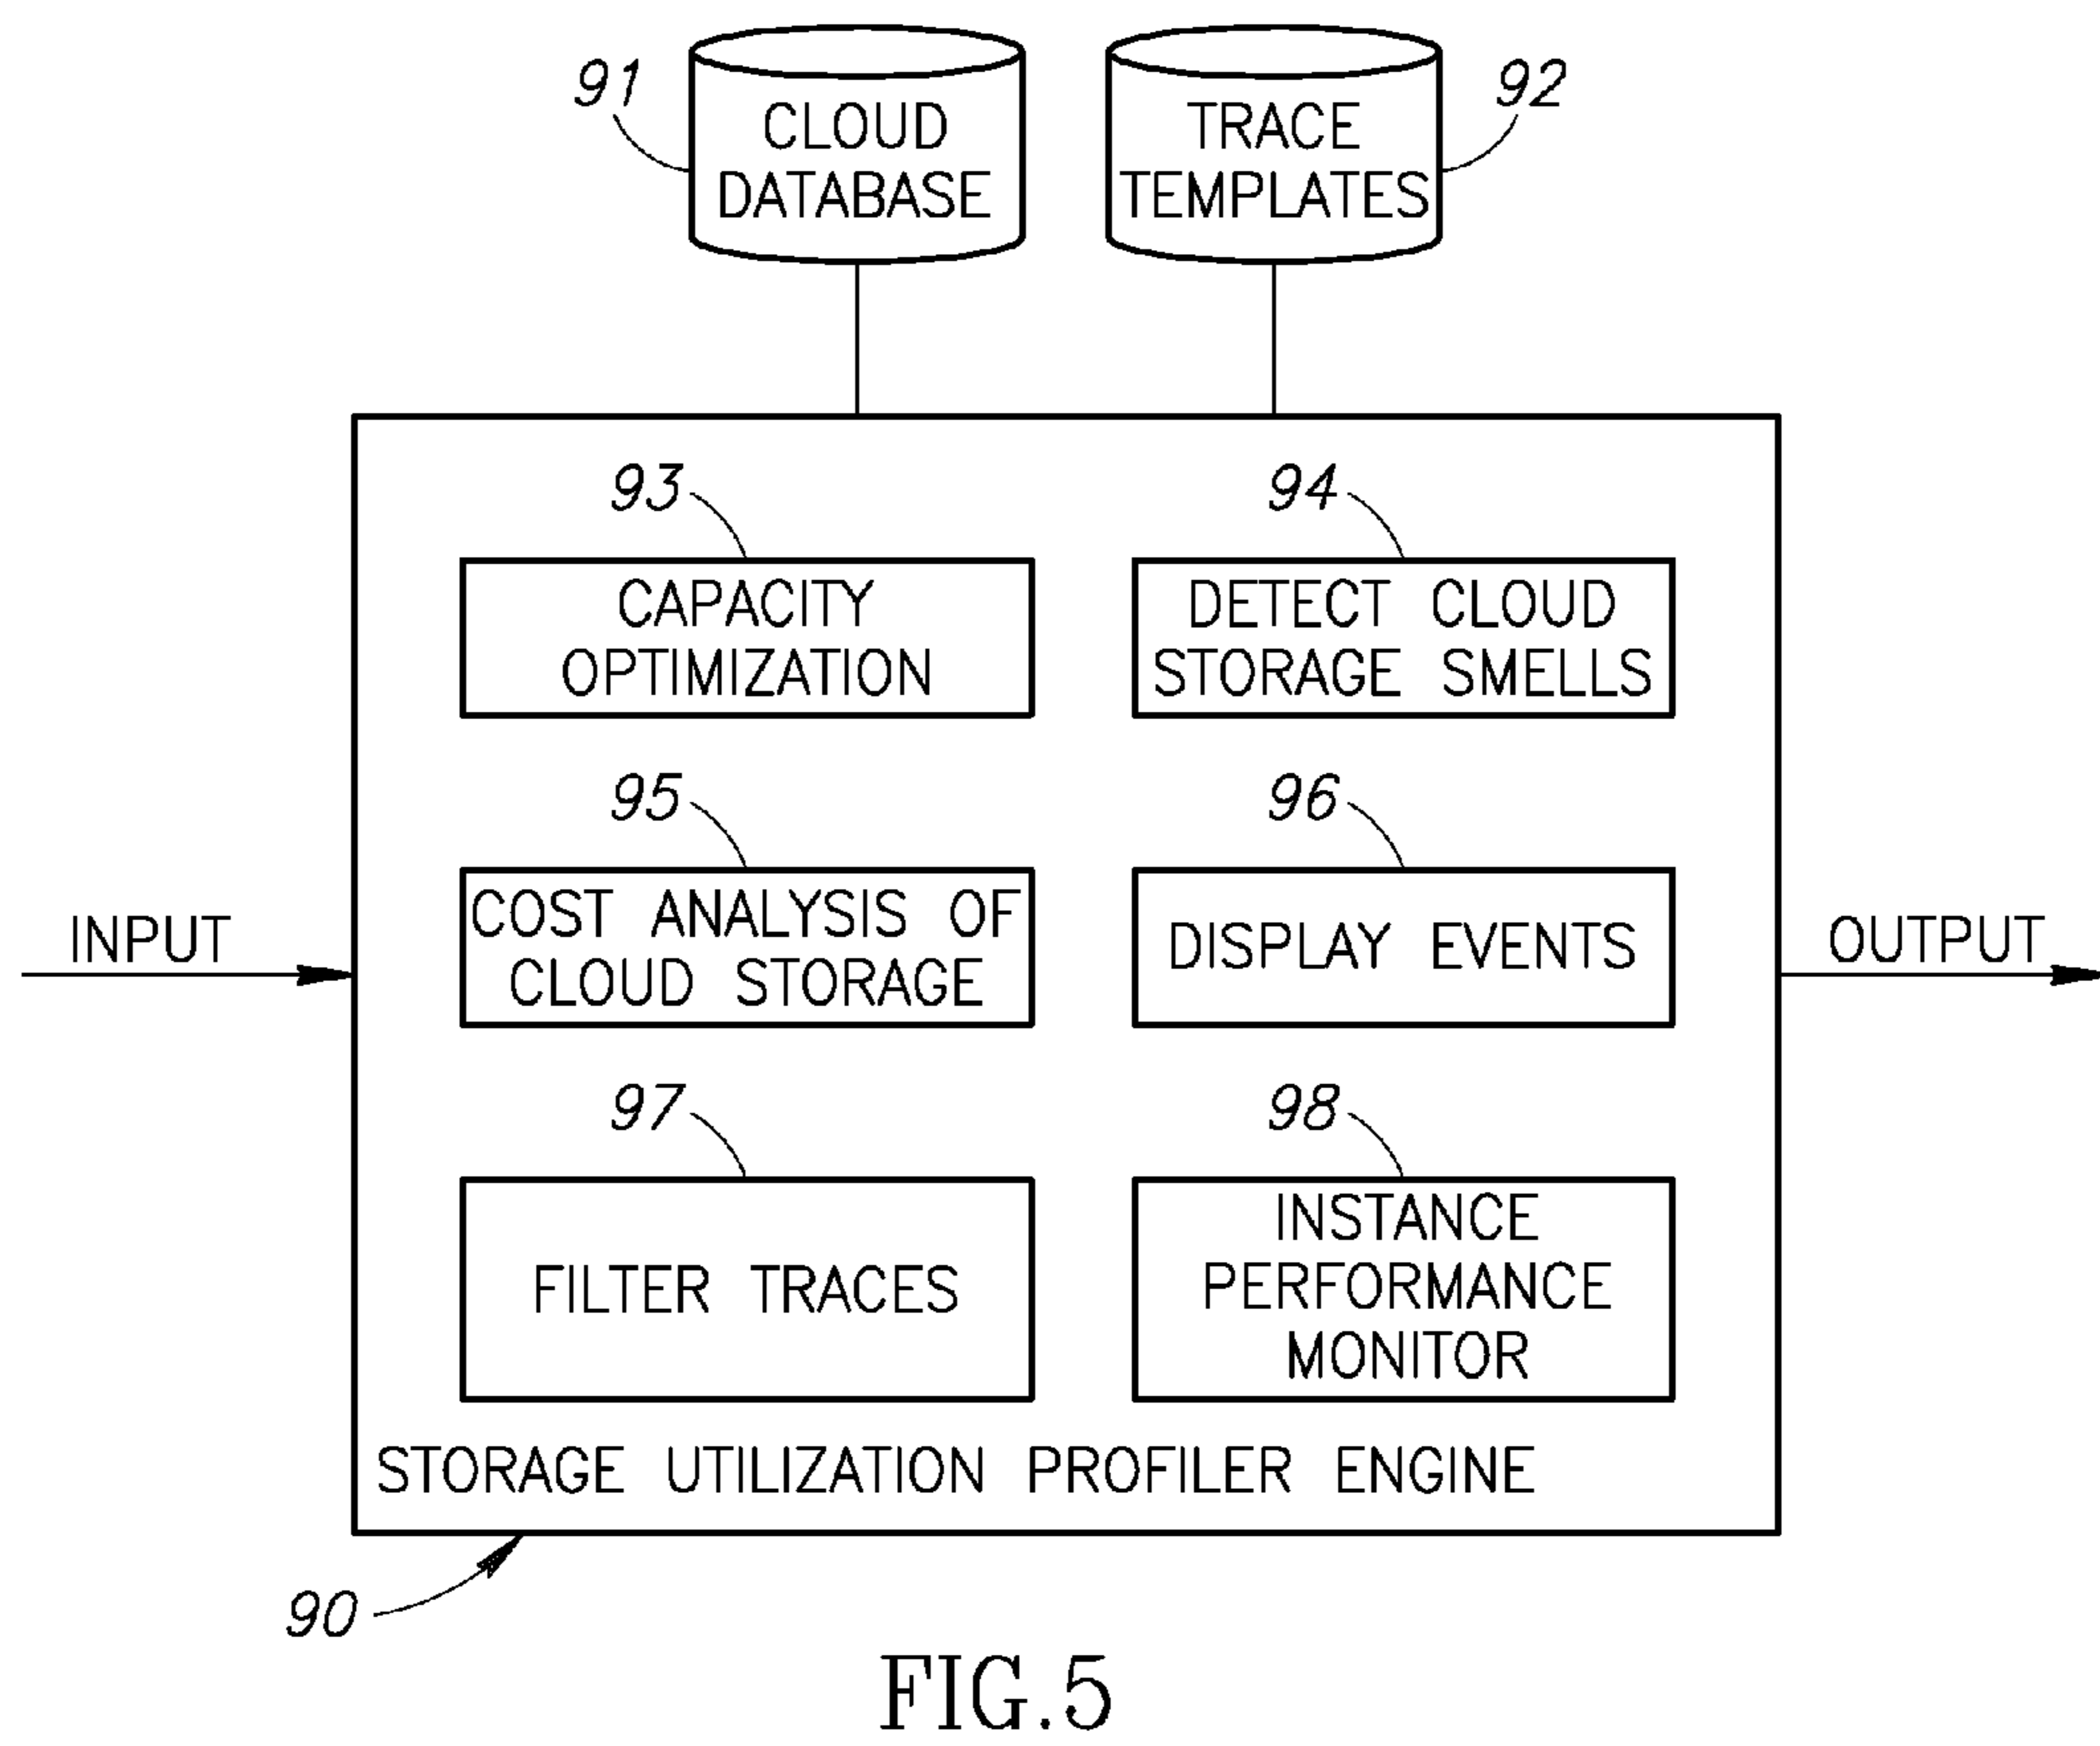 91
CLOUD
DATABASE
TRACE
TEMPLATES
92
93
CAPACITY
OPTIMIZATION
94
DETECT CLOUD
STORAGE SMELLS
95
COST ANALYSIS OF
CLOUD STORAGE
96
DISPLAY EVENTS
INPUT
OUTPUT
97
FILTER TRACES
98
INSTANCE
PERFORMANCE
MONITOR
STORAGE UTILIZATION PROFILER ENGINE
90
FIG.5